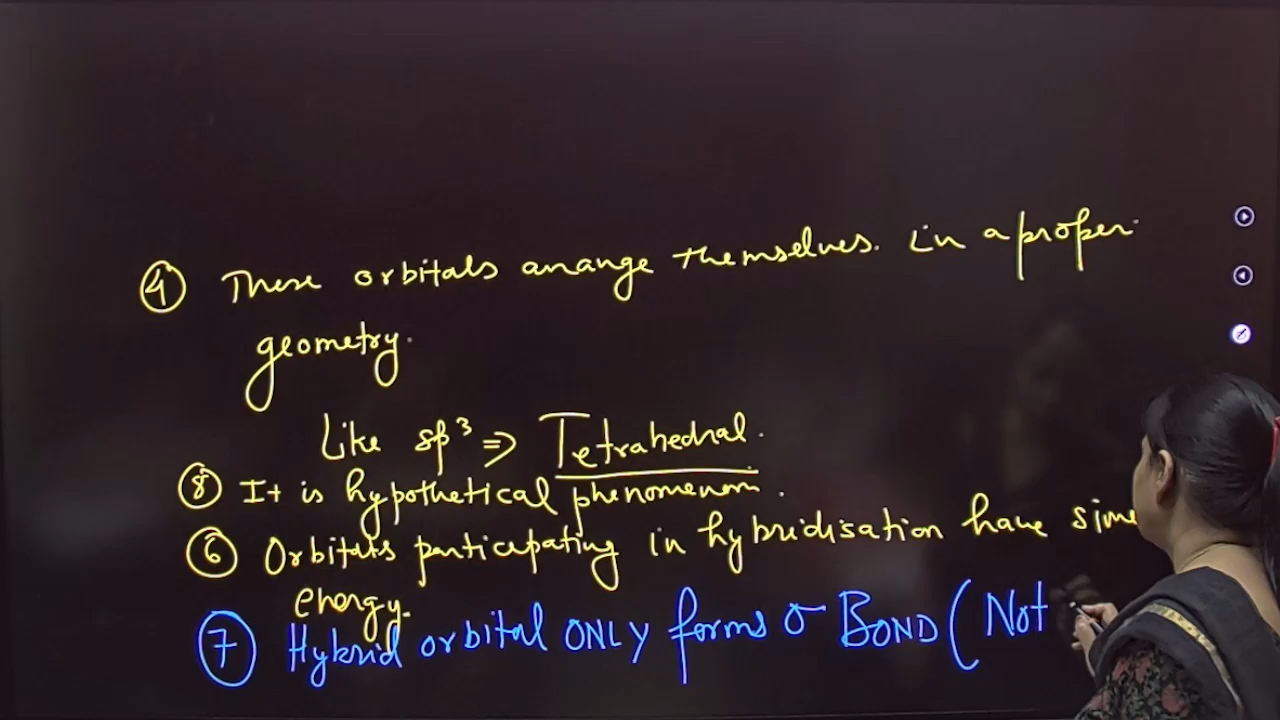 ④ These orbitals arrange themselves. in a proper.
geometry.
Like sp³ ⇒ Tetrahedral.
⑧ It is hypothetical phenomenon.
⑥ Orbitals participating in hybridisation have
energy.
⑦ Hybrid orbital ONLY forms σ BOND (Not